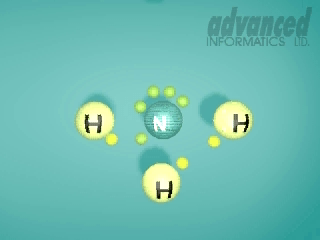 advanced
INFORMATICS LTD.
H N H
H